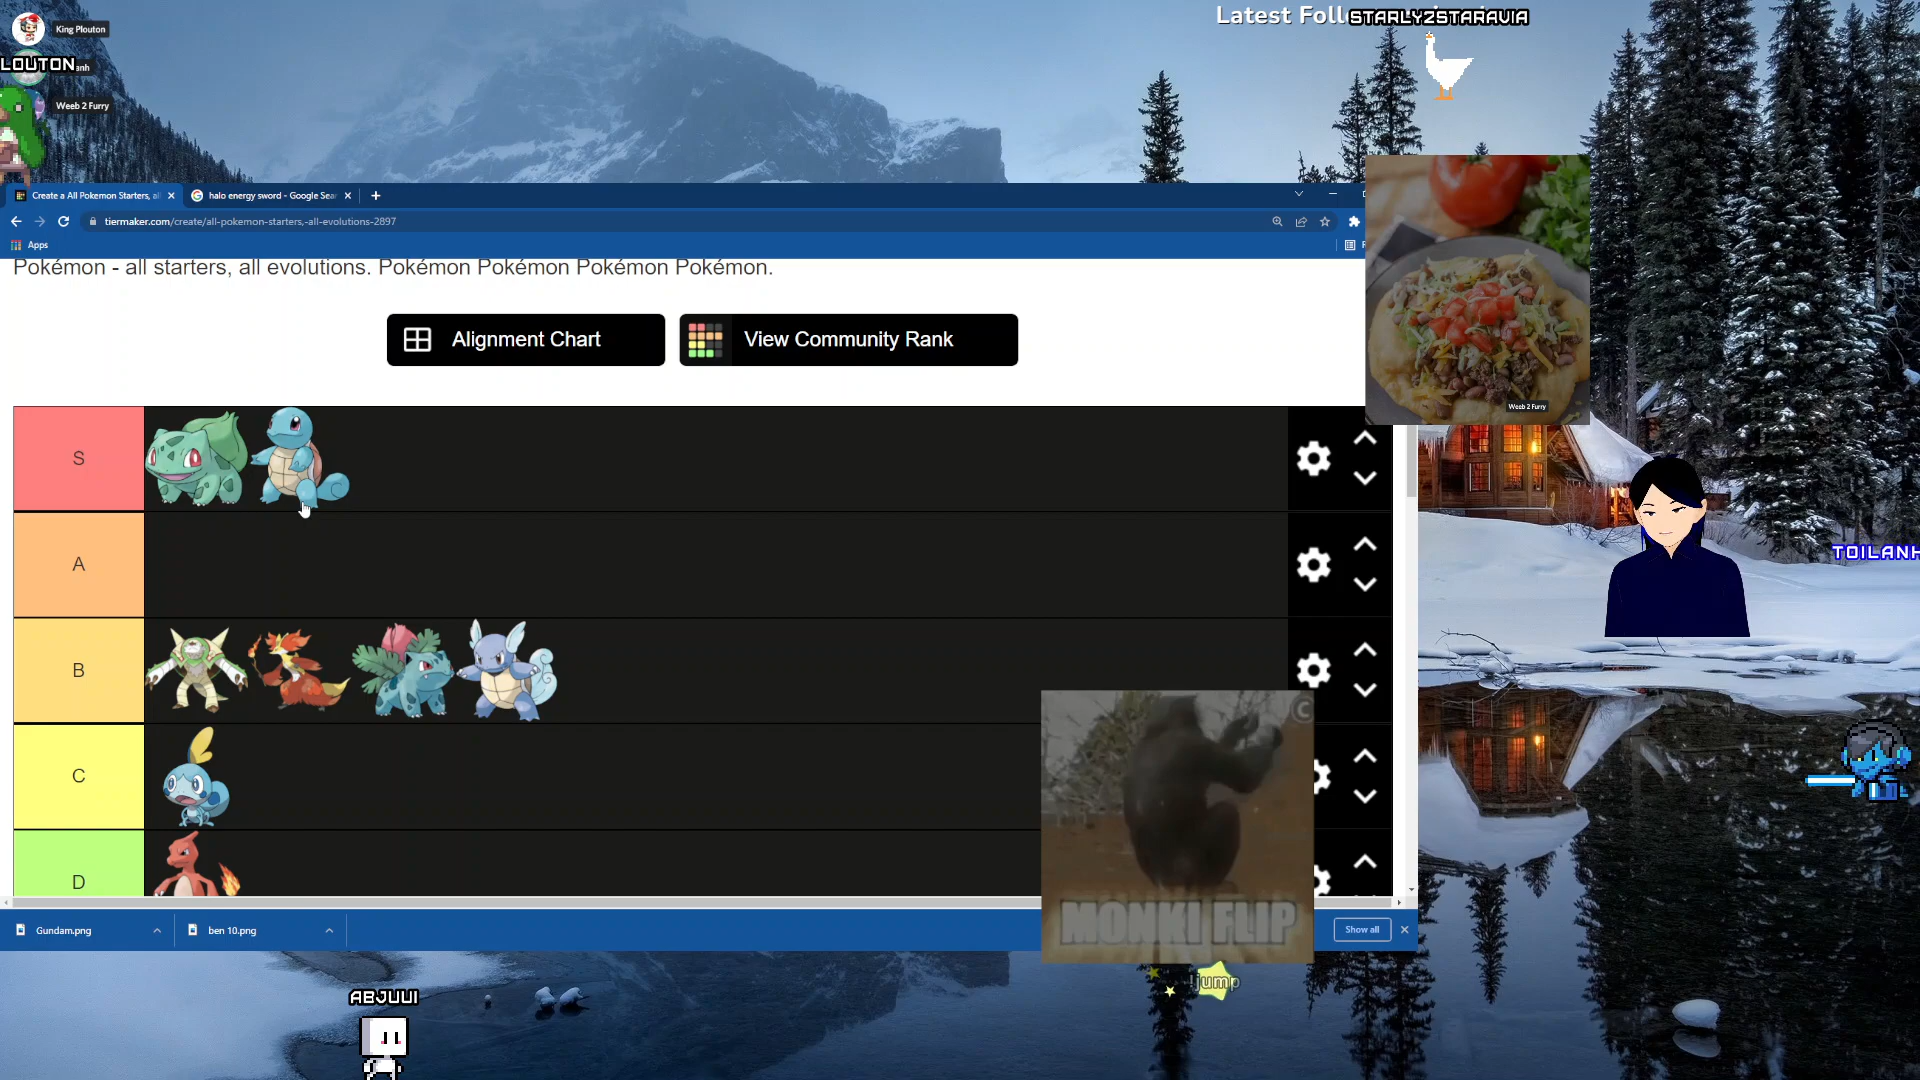 King Plouton
Latest Foll
STARLY2STARAVIA
LOUTON
anh
Weeb 2 Furry
Create a All Pokemon Starters, al
halo energy sword - Google Sea
tiermaker.com/create/all-pokemon-starters,-all-evolutions-2897
Apps
Pokémon - all starters, all evolutions. Pokémon Pokémon Pokémon Pokémon.
Alignment Chart
View Community Rank
Weeb 2 Furry
S
A
TOILANH
B
C
D
©
MONKI FLIP
Gundam.png
ben 10.png
Show all
!jump
ABJUUI